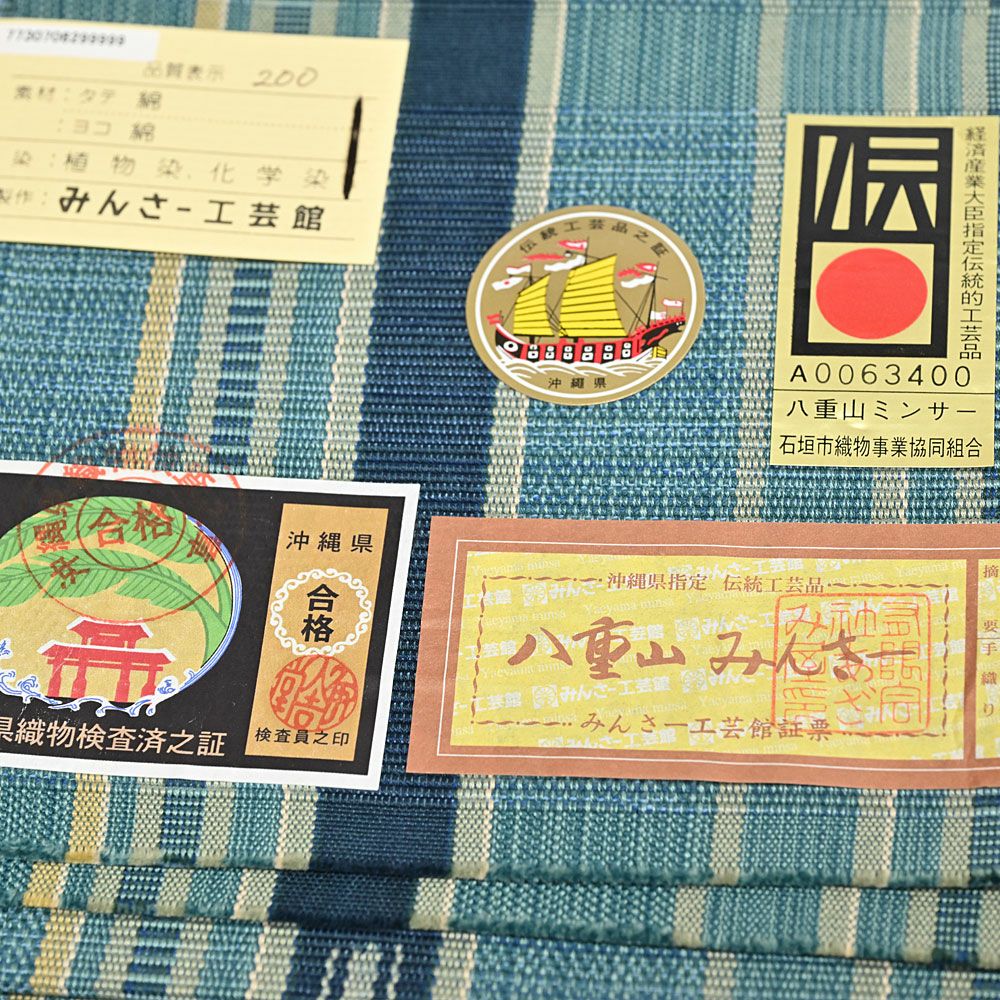 7730706299999
品質表示 200
素材：タテ 綿
：ヨコ 綿
染：植物染、化学染
製作：みんさー工芸館
伝統工芸品之証
沖縄県
経済産業大臣指定伝統的工芸品
伝
A0063400
八重山ミンサー
石垣市織物事業協同組合
合格
沖縄県
合格
検査員之印
県織物検査済之証
沖縄県指定 伝統工芸品
八重山 みんさー
みんさー工芸館証票
摘要
手織り